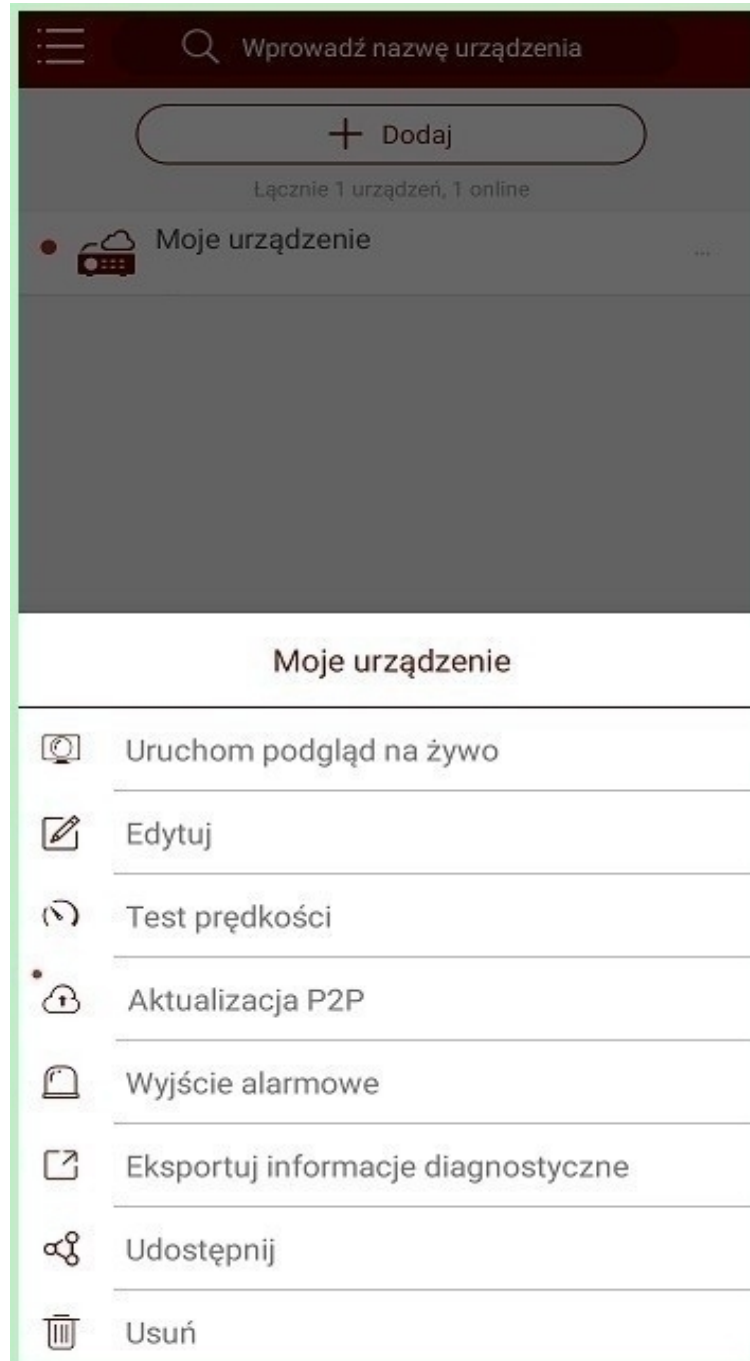 Wprowadź nazwę urządzenia
Dodaj
Łącznie 1 urządzeń, 1 online
Moje urządzenie
...
Moje urządzenie
Uruchom podgląd na żywo
Edytuj
Test prędkości
Aktualizacja P2P
Wyjście alarmowe
Eksportuj informacje diagnostyczne
Udostępnij
Usuń